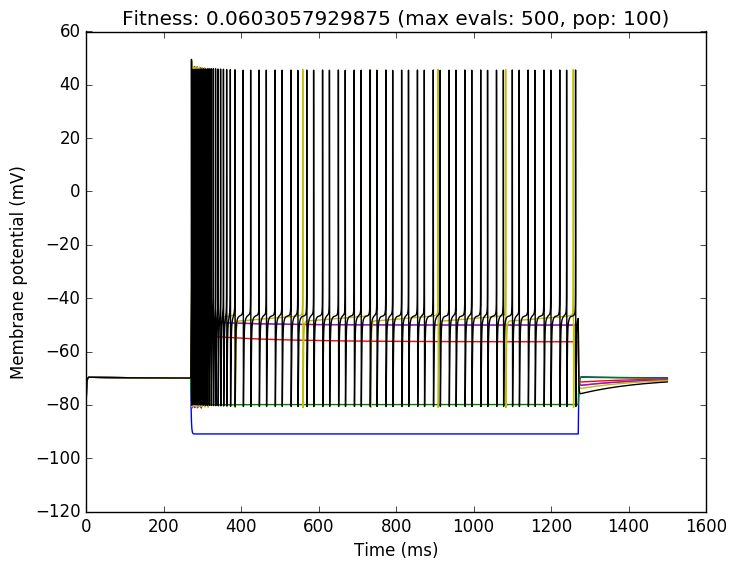 Fitness: 0.0603057929875 (max evals: 500, pop: 100)
60
40
20
0
−20
−40
−60
−80
−100
−120
Membrane potential (mV)
0 200 400 600 800 1000 1200 1400 1600
Time (ms)